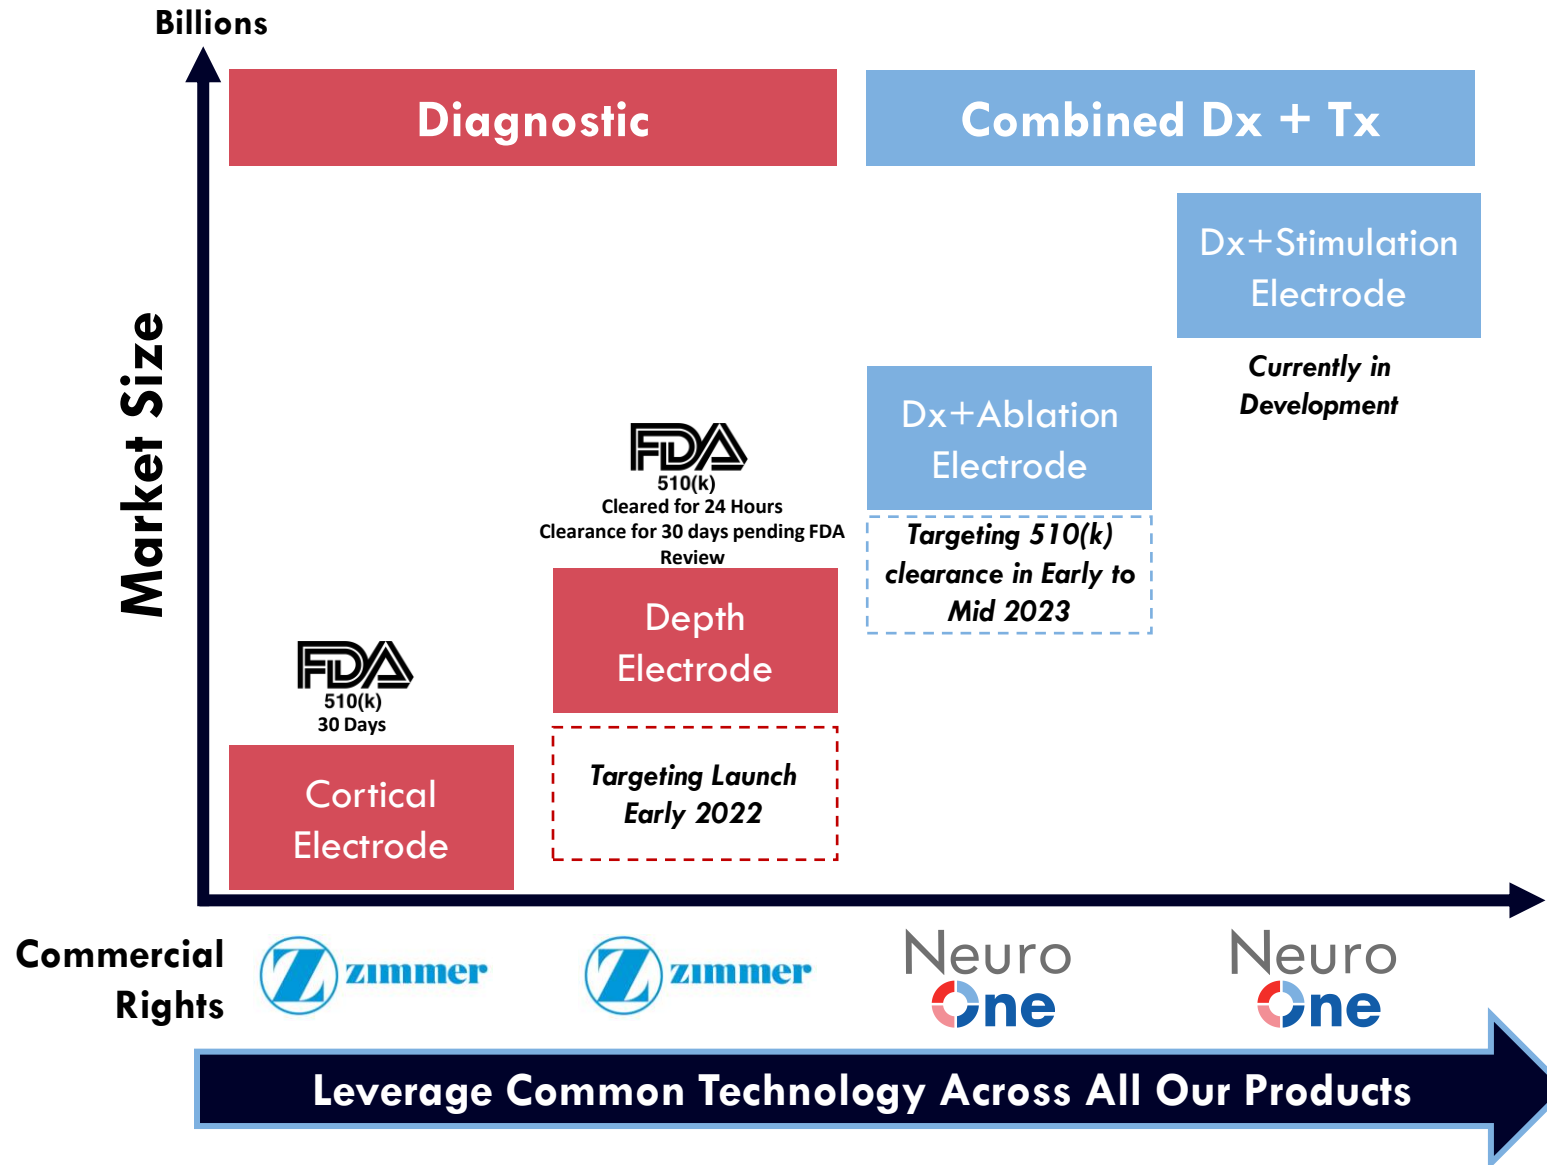 Billions
Diagnostic
Combined Dx + Tx
Market Size
Dx+Stimulation
Electrode
Currently in
Development
Dx+Ablation
Electrode
Targeting 510(k)
clearance in Early to
Mid 2023
FDA
510(k)
Cleared for 24 Hours
Clearance for 30 days pending FDA
Review
Depth
Electrode
Targeting Launch
Early 2022
FDA
510(k)
30 Days
Cortical
Electrode
Commercial
Rights
Z zimmer
Z zimmer
Neuro
One
Neuro
One
Leverage Common Technology Across All Our Products